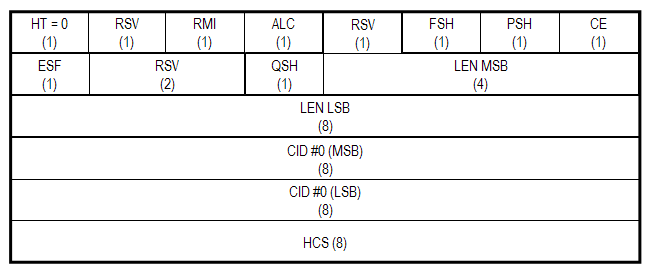 HT = 0 RSV RMI ALC RSV FSH PSH CE
(1) (1) (1) (1) (1) (1) (1) (1)
ESF RSV QSH LEN MSB
(1) (2) (1) (4)
LEN LSB
(8)
CID #0 (MSB)
(8)
CID #0 (LSB)
(8)
HCS (8)